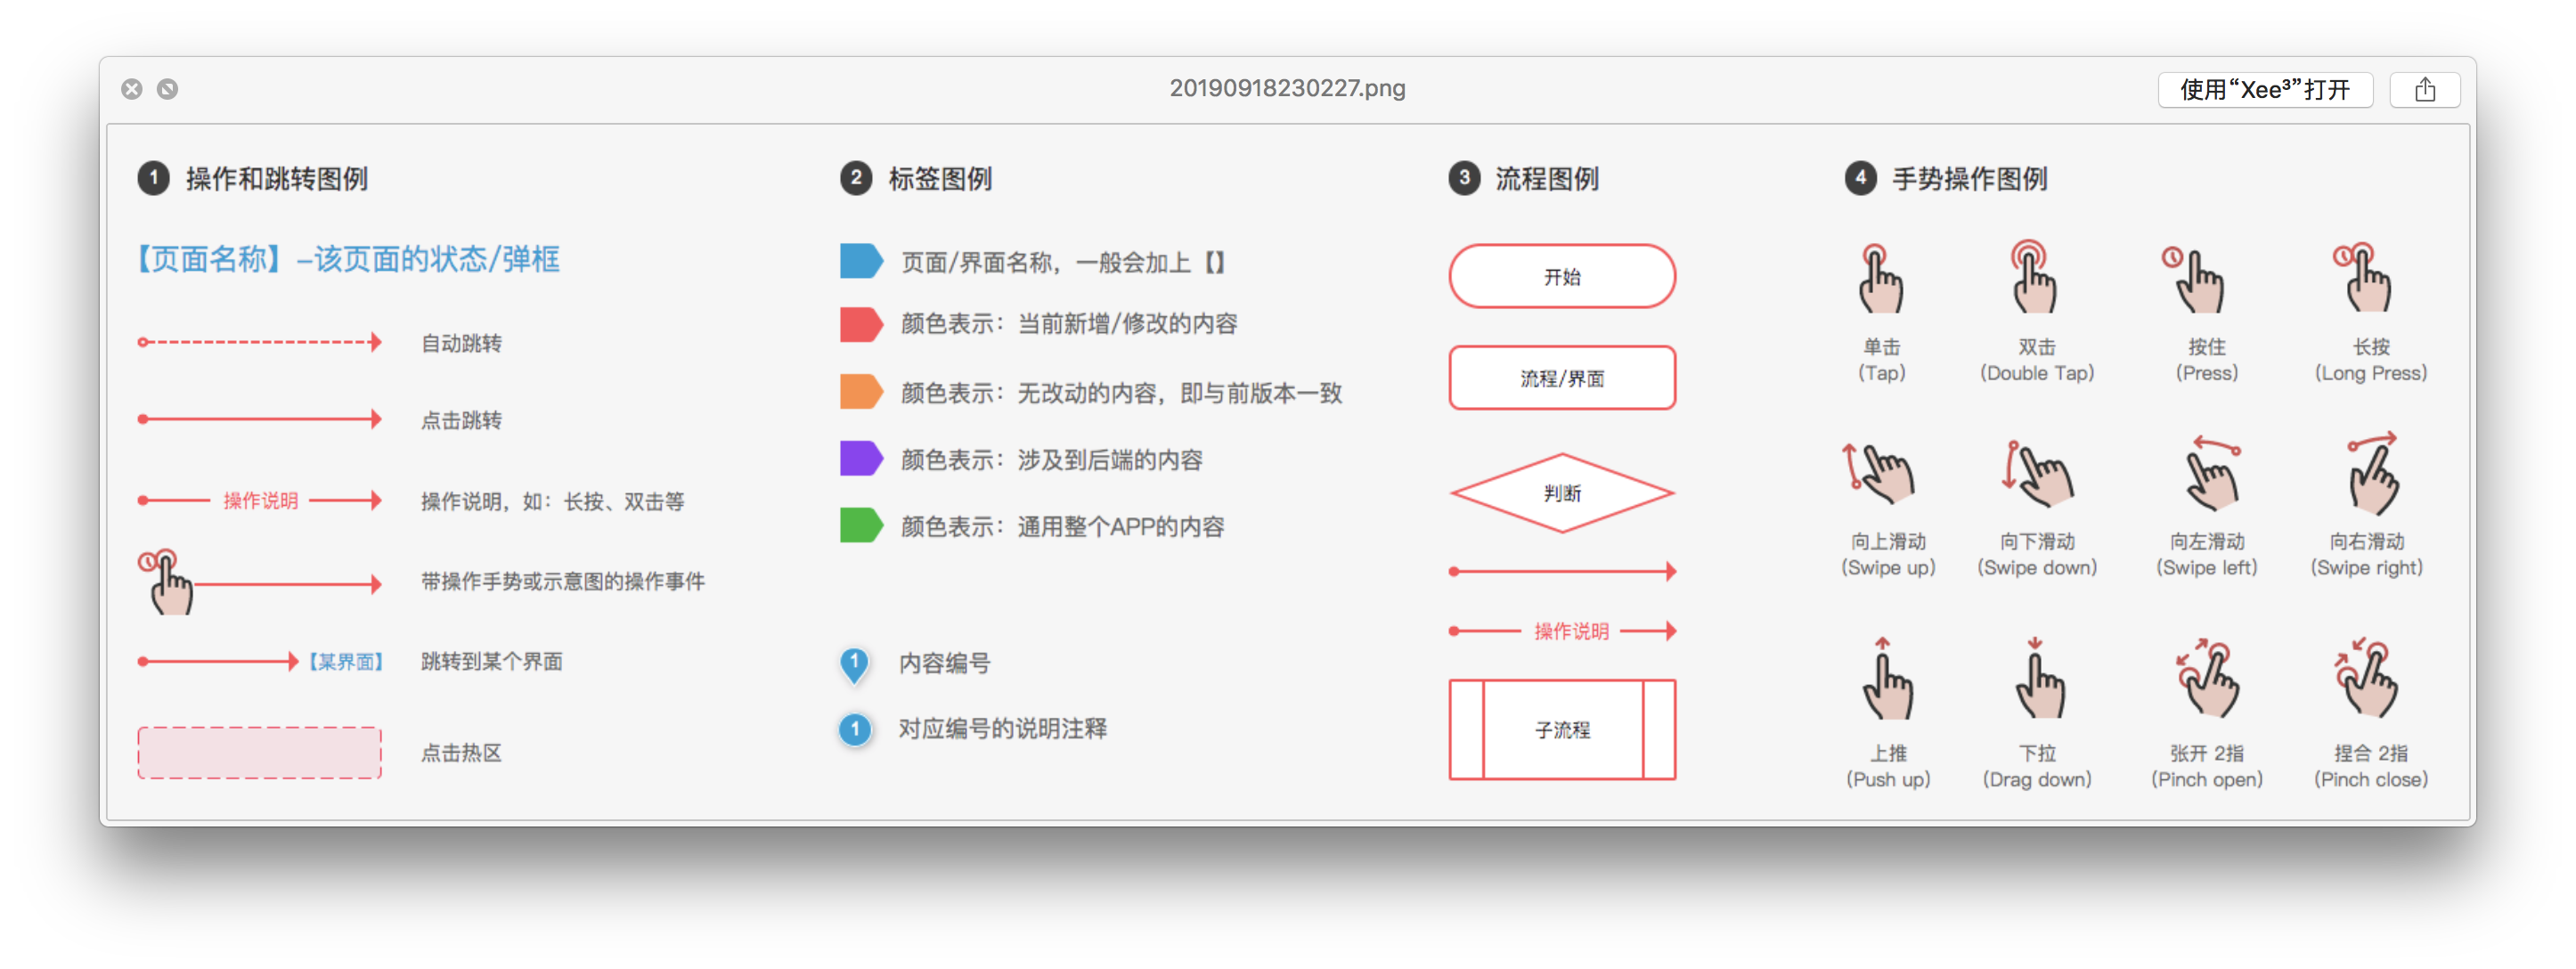 20190918230227.png
使用“Xee³”打开
1 操作和跳转图例
【页面名称】-该页面的状态/弹框
自动跳转
点击跳转
操作说明 操作说明，如：长按、双击等
带操作手势或示意图的操作事件
【某界面】 跳转到某个界面
点击热区
2 标签图例
页面/界面名称，一般会加上【】
颜色表示：当前新增/修改的内容
颜色表示：无改动的内容，即与前版本一致
颜色表示：涉及到后端的内容
颜色表示：通用整个APP的内容
1 内容编号
1 对应编号的说明注释
3 流程图例
开始
流程/界面
判断
操作说明
子流程
4 手势操作图例
单击 双击 按住 长按
(Tap) (Double Tap) (Press) (Long Press)
向上滑动 向下滑动 向左滑动 向右滑动
(Swipe up) (Swipe down) (Swipe left) (Swipe right)
上推 下拉 张开 2指 捏合 2指
(Push up) (Drag down) (Pinch open) (Pinch close)